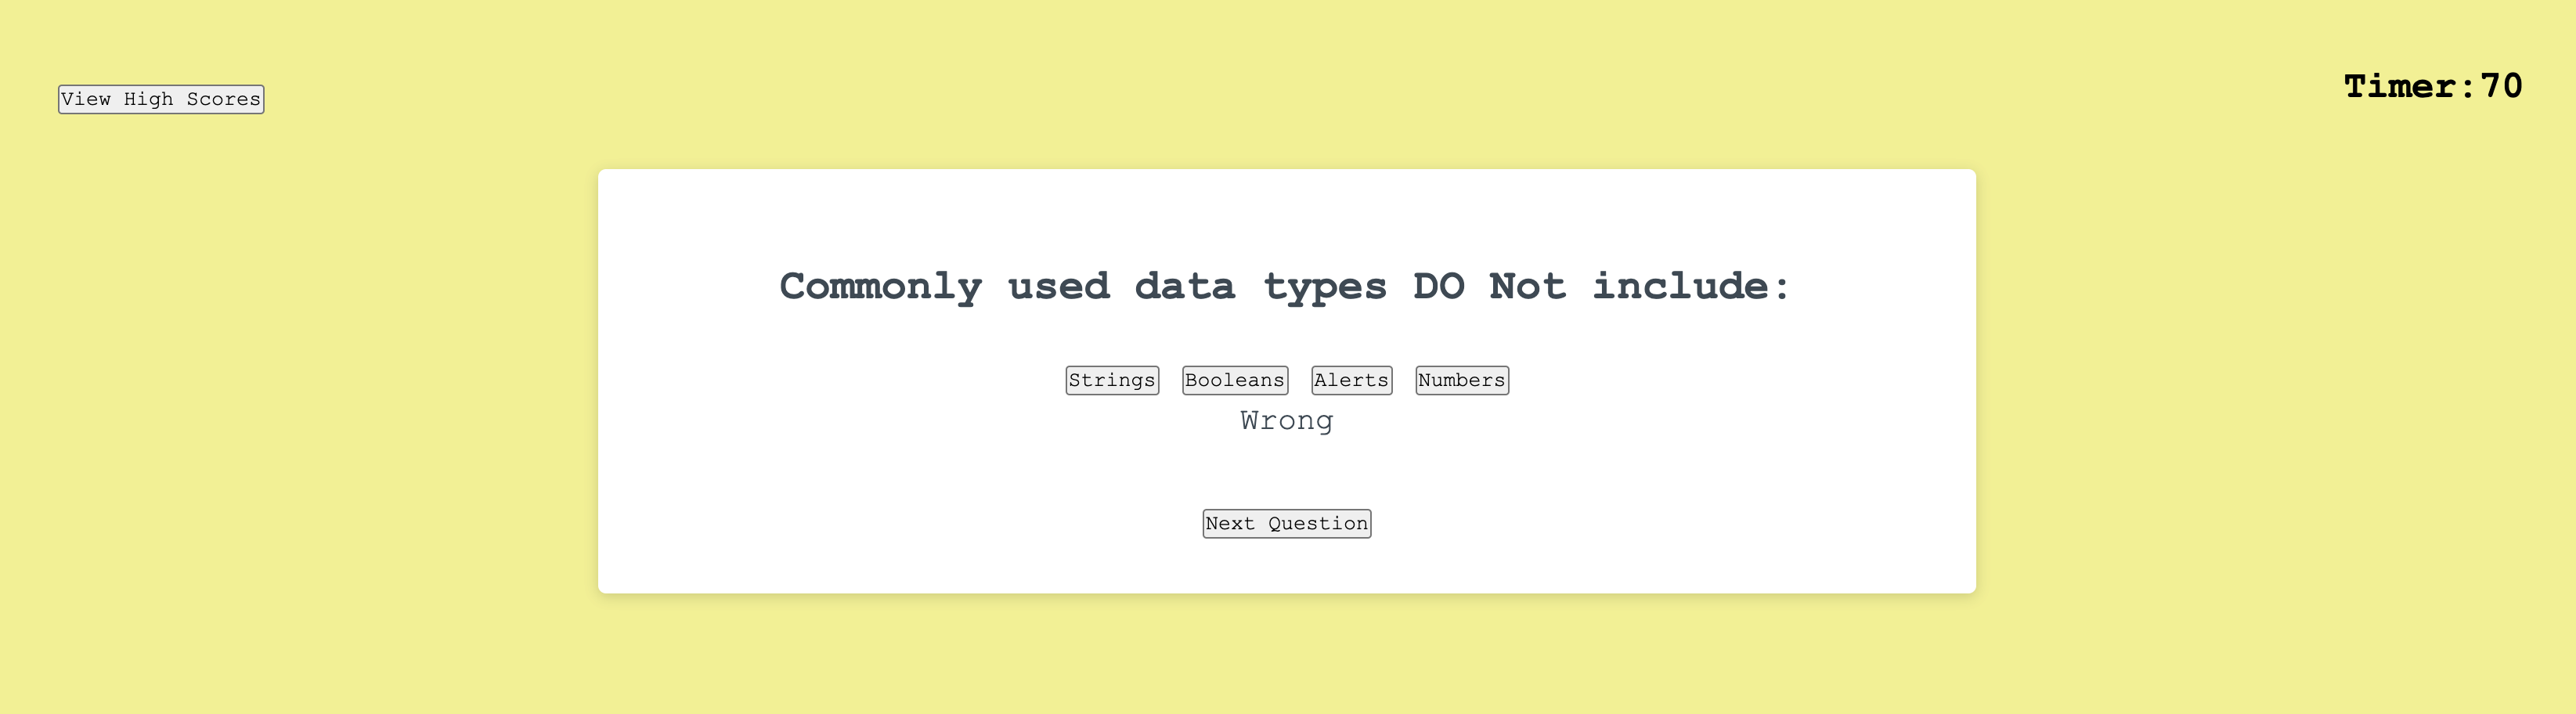 View High Scores
Timer:70
Commonly used data types DO Not include:
Strings Booleans Alerts Numbers
Wrong
Next Question